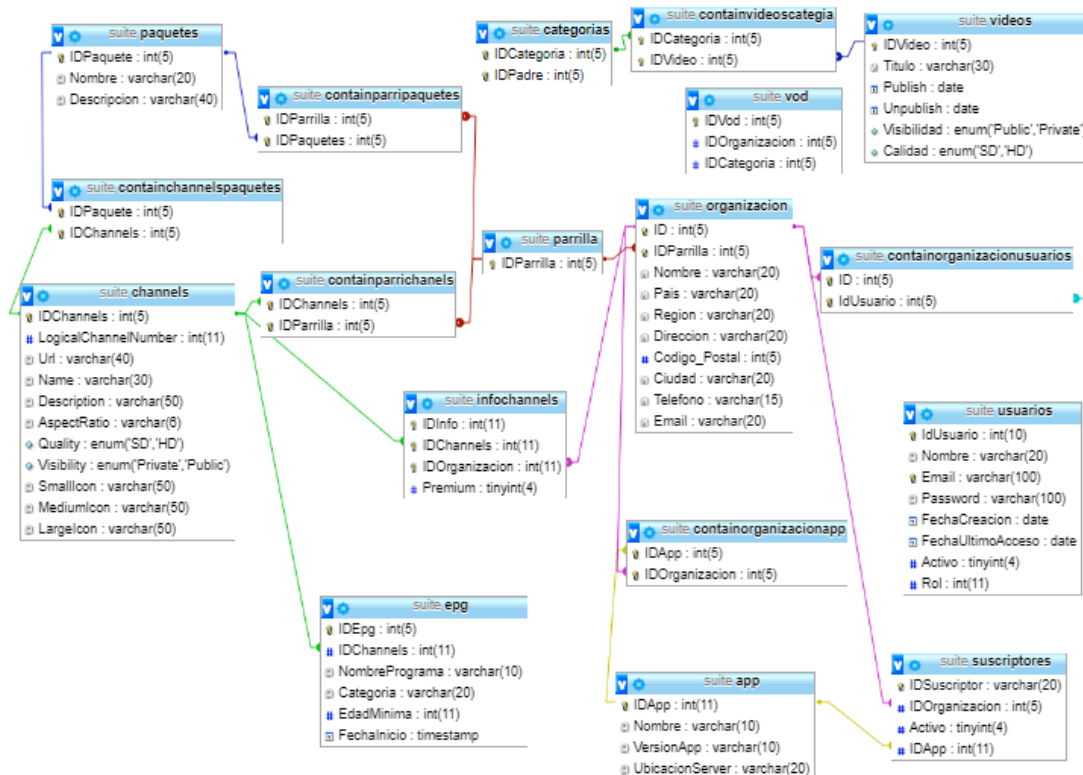 suite paquetes
IDPaquete : int(5)
Nombre : varchar(20)
Descripcion : varchar(40)
suite categorias
IDCategoria : int(5)
IDPadre : int(5)
suite containvideoscategia
IDCategoria : int(5)
IDVideo : int(5)
suite videos
IDVideo : int(5)
Titulo : varchar(30)
Publish : date
Unpublish : date
Visibilidad : enum('Public','Private')
Calidad : enum('SD','HD')
suite containparripaquetes
IDParrilla : int(5)
IDPaquetes : int(5)
suite vod
IDVod : int(5)
IDOrganizacion : int(5)
IDCategoria : int(5)
suite containchannelspaquetes
IDPaquete : int(5)
IDChannels : int(5)
suite parrilla
IDParrilla : int(5)
suite organizacion
ID : int(5)
IDParrilla : int(5)
Nombre : varchar(20)
Pais : varchar(20)
Region : varchar(20)
Direccion : varchar(20)
Codigo_Postal : int(5)
Ciudad : varchar(20)
Telefono : varchar(15)
Email : varchar(20)
suite containorganizacionusuarios
ID : int(5)
IdUsuario : int(5)
suite channels
IDChannels : int(5)
LogicalChannelNumber : int(11)
Url : varchar(40)
Name : varchar(30)
Description : varchar(50)
AspectRatio : varchar(6)
Quality : enum('SD','HD')
Visibility : enum('Private','Public')
SmallIcon : varchar(50)
MediumIcon : varchar(50)
LargeIcon : varchar(50)
suite containparrichanels
IDChannels : int(5)
IDParrilla : int(5)
suite infochannels
IDInfo : int(11)
IDChannels : int(11)
IDOrganizacion : int(11)
Premium : tinyint(4)
suite usuarios
IdUsuario : int(10)
Nombre : varchar(20)
Email : varchar(100)
Password : varchar(100)
FechaCreacion : date
FechaUltimoAcceso : date
Activo : tinyint(4)
Rol : int(11)
suite containorganizacionapp
IDApp : int(5)
IDOrganizacion : int(5)
suite epg
IDEpg : int(5)
IDChannels : int(11)
NombrePrograma : varchar(10)
Categoria : varchar(20)
EdadMinima : int(11)
FechaInicio : timestamp
suite app
IDApp : int(11)
Nombre : varchar(10)
VersionApp : varchar(10)
UbicacionServer : varchar(20)
suite suscriptores
IDSuscriptor : varchar(20)
IDOrganizacion : int(5)
Activo : tinyint(4)
IDApp : int(11)